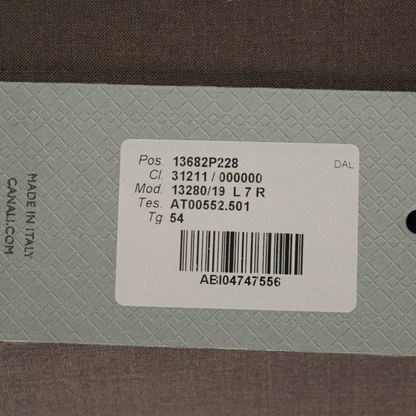 Pos. 13682P228
DAL
Cl. 31211 / 000000
Mod. 13280/19 L 7 R
Tes. AT00552.501
Tg 54
ABI04747556
MADE IN ITALY
CANALI.COM